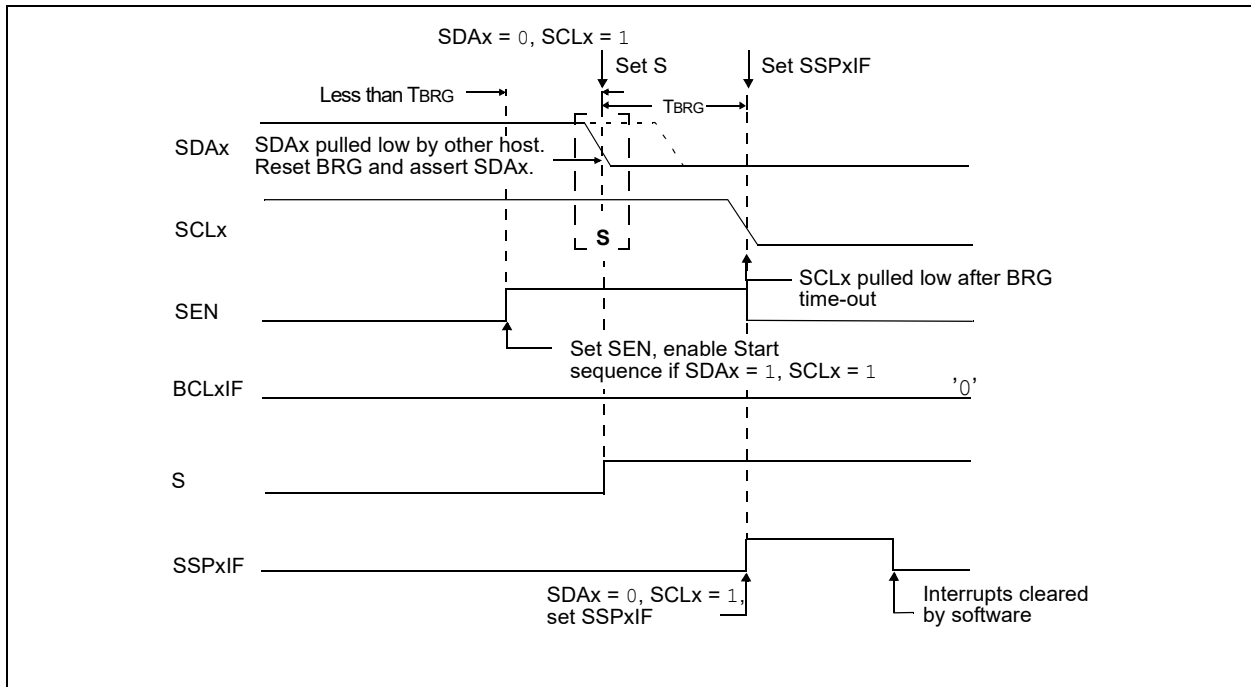 SDAx = 0, SCLx = 1
Set S
Set SSPxIF
Less than TBRG
TBRG
SDAx
SDAx pulled low by other host.
Reset BRG and assert SDAx.
SCLx
S
SCLx pulled low after BRG
time-out
SEN
Set SEN, enable Start
sequence if SDAx = 1, SCLx = 1
BCLxIF
'0'
S
SSPxIF
SDAx = 0, SCLx = 1,
set SSPxIF
Interrupts cleared
by software